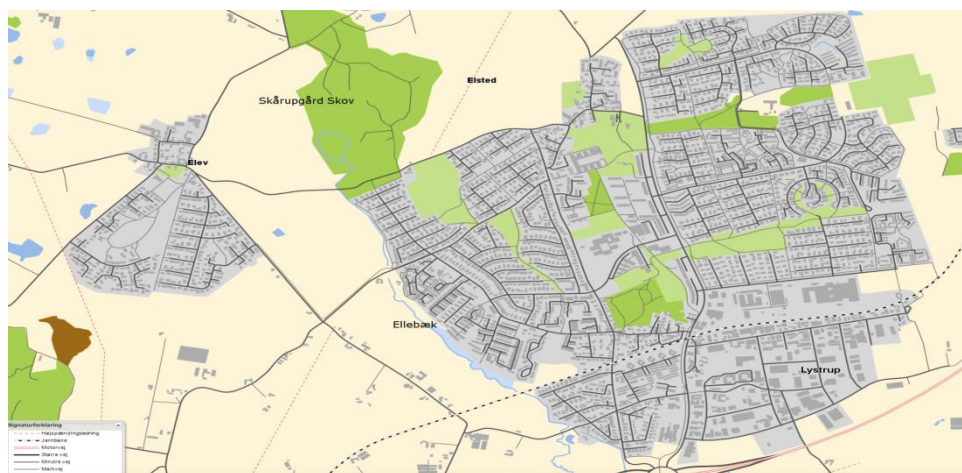 Elsted
Skårupgård Skov
Elev
Ellebæk
Lystrup
Signaturforklaring
Højspændingsledning
Jernbane
Motorvej
Større vej
Mindre vej
Markvej